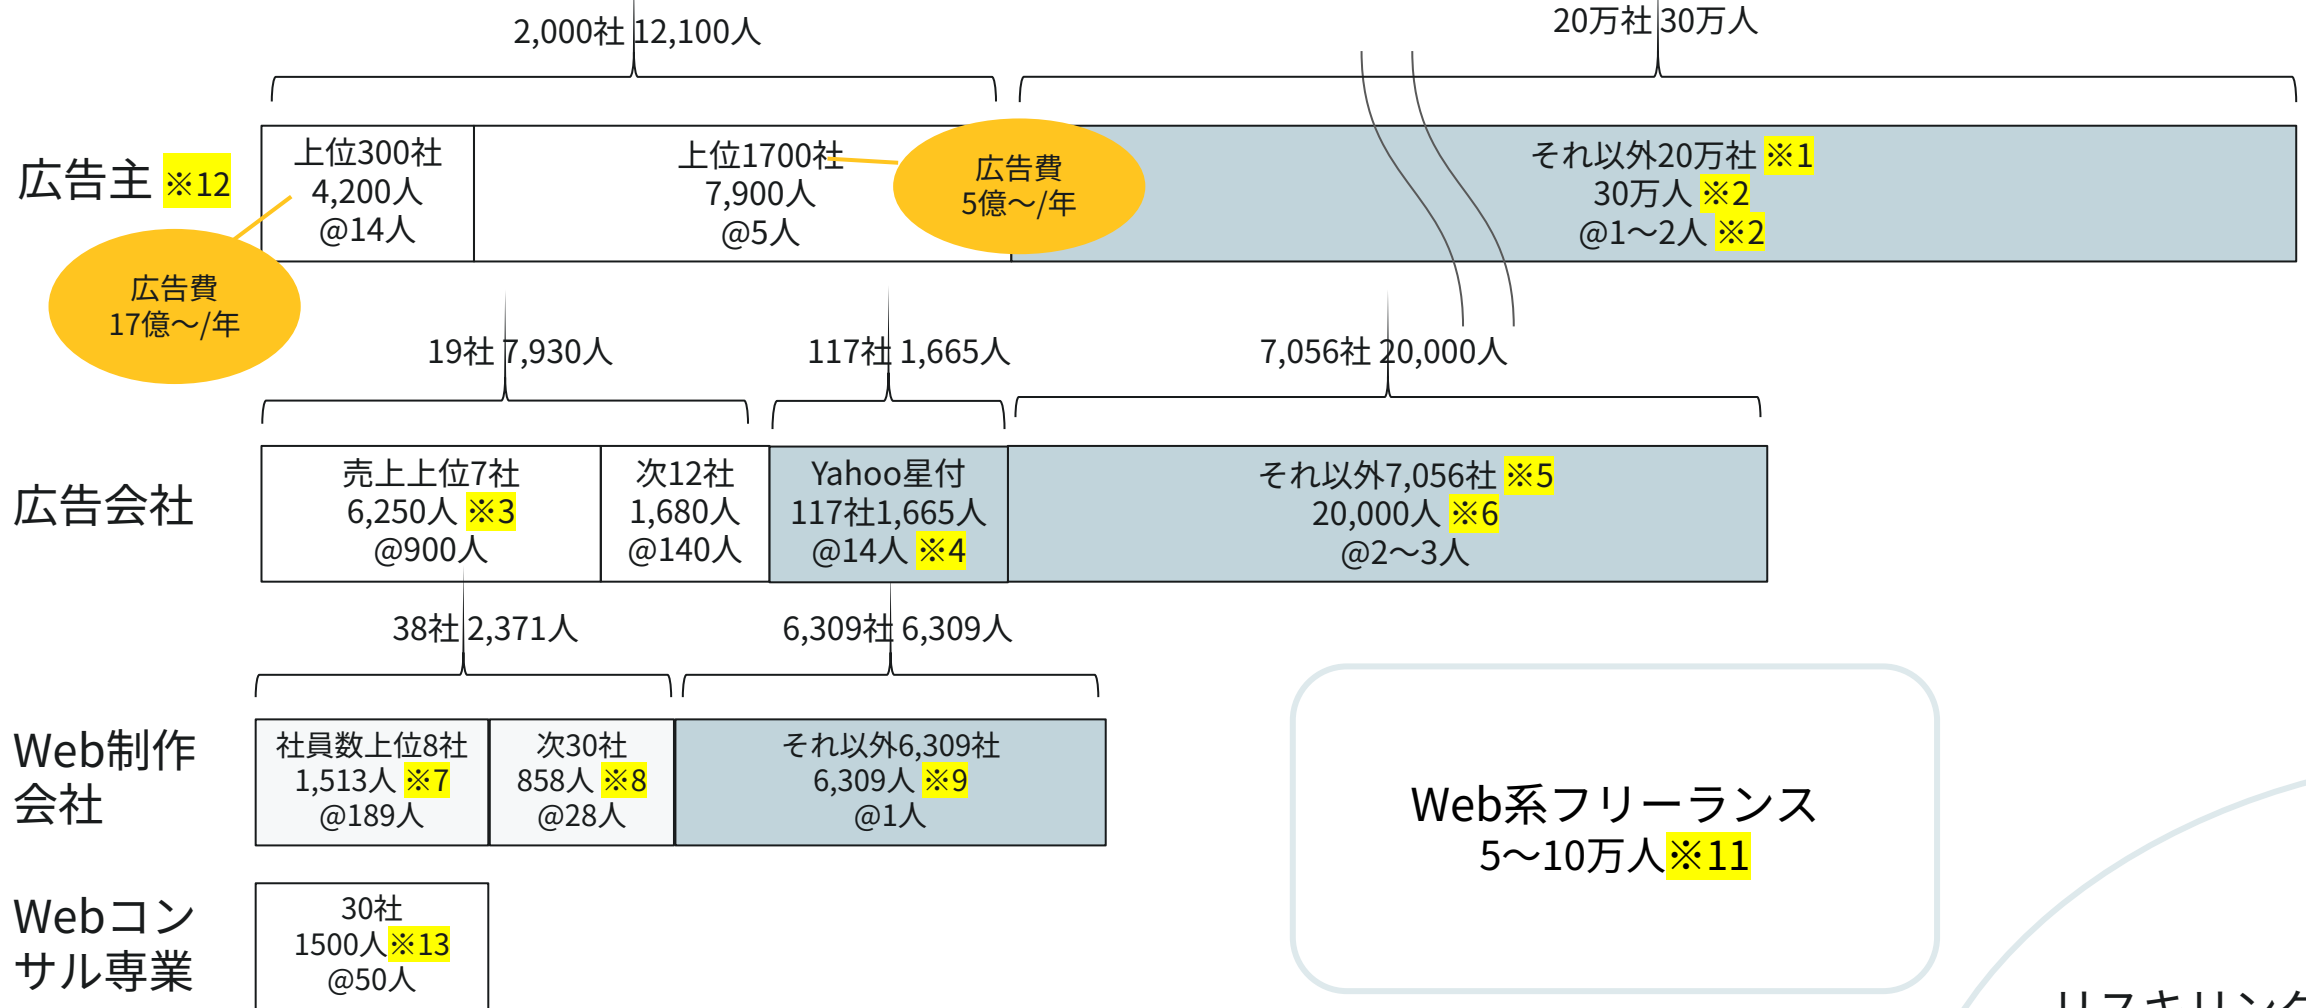 2,000社 12,100人
20万社 30万人
広告主 ※12
上位300社
4,200人
@14人
上位1700社
7,900人
@5人
広告費
5億〜/年
それ以外20万社 ※1
30万人 ※2
@1〜2人 ※2
広告費
17億〜/年
19社 7,930人
117社 1,665人
7,056社 20,000人
広告会社
売上上位7社
6,250人 ※3
@900人
次12社
1,680人
@140人
Yahoo星付
117社1,665人
@14人 ※4
それ以外7,056社 ※5
20,000人 ※6
@2〜3人
38社 2,371人
6,309社 6,309人
Web制作
会社
社員数上位8社
1,513人 ※7
@189人
次30社
858人 ※8
@28人
それ以外6,309社
6,309人 ※9
@1人
Web系フリーランス
5〜10万人※11
Webコン
サル専業
30社
1500人※13
@50人
リスキリング